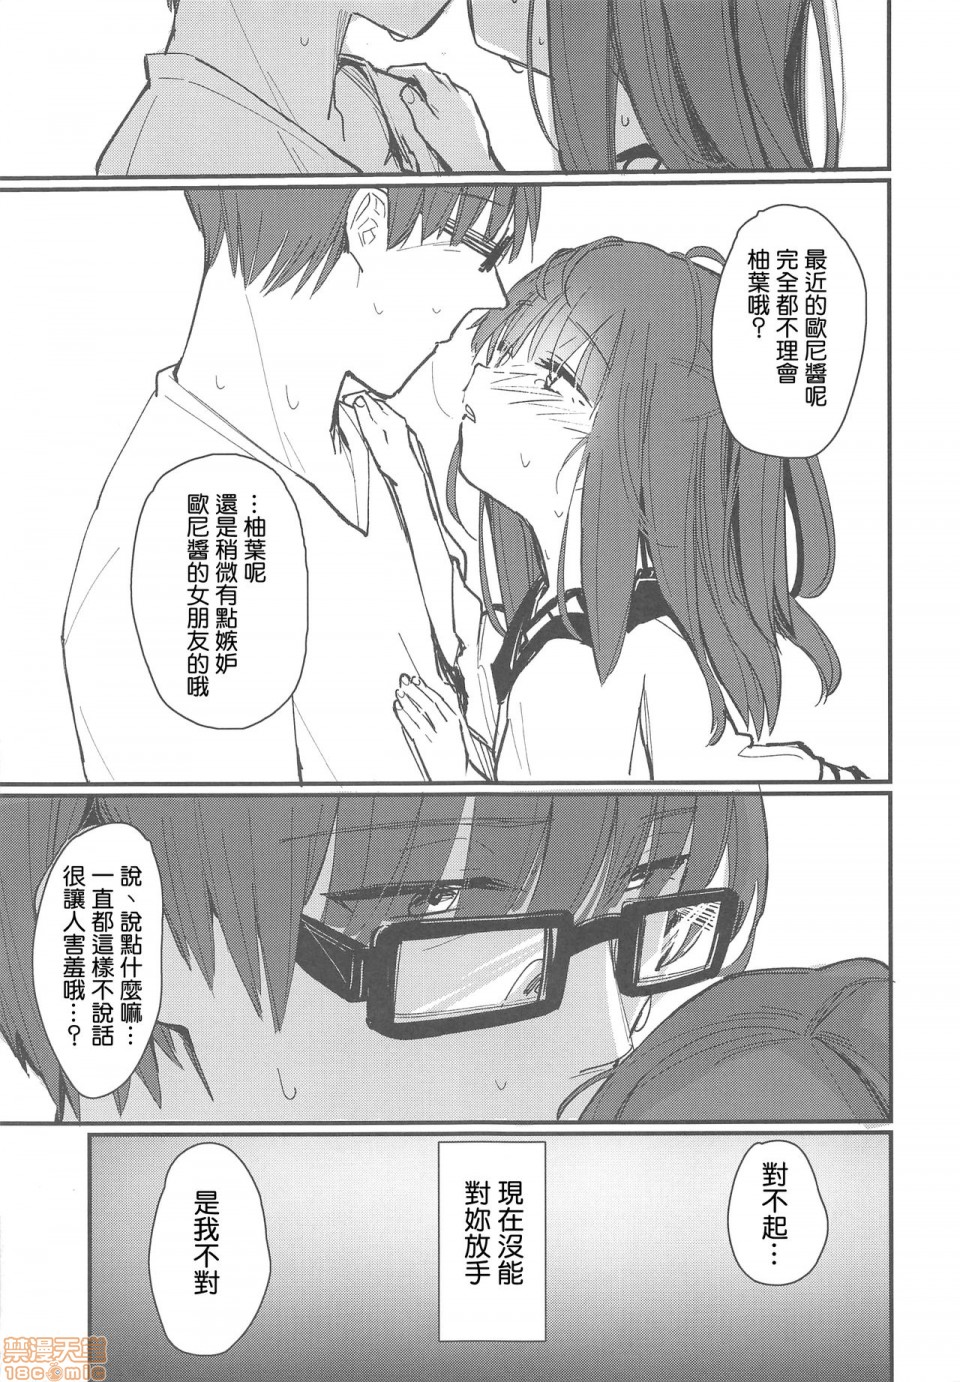 最近的歐尼醬呢
完全都不理會
柚葉哦？
…柚葉呢
還是稍微有點嫉妒
歐尼醬的女朋友的哦
說、說點什麼嘛…
一直都這樣不說話
很讓人害羞哦…？
對不起…
現在沒能
對妳放手
是我不對
禁漫天堂
18comic